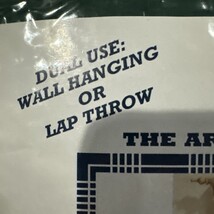 DUAL USE:
WALL HANGING
OR
LAP THROW
THE AR